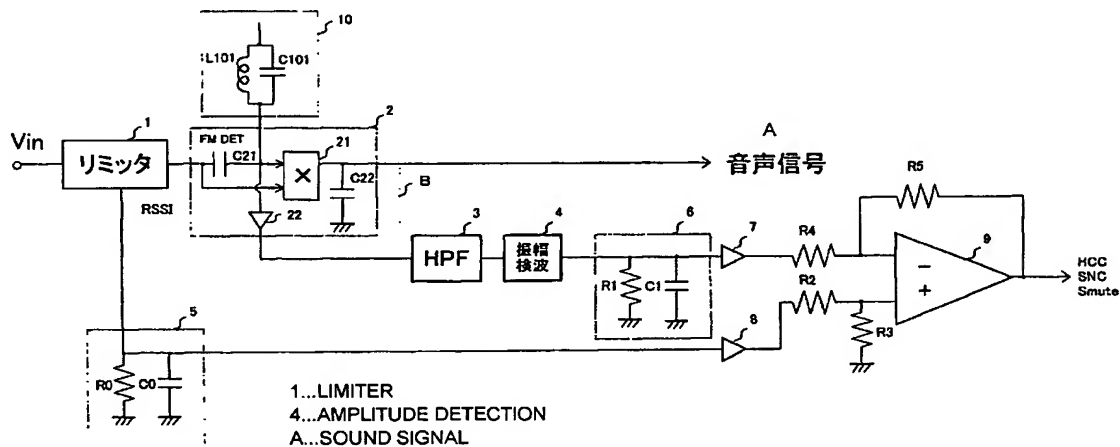 10
L101
C101
2
1
FM DET
C21
21
A
Vin
リミッタ
×
C22
B
音声信号
R5
RSSI
22
3
4
6
7
R4
9
HPF
振幅
検波
−
HCC
SNC
Smute
R2
+
R1
C1
8
R3
5
R0
C0
1...LIMITER
4...AMPLITUDE DETECTION
A...SOUND SIGNAL